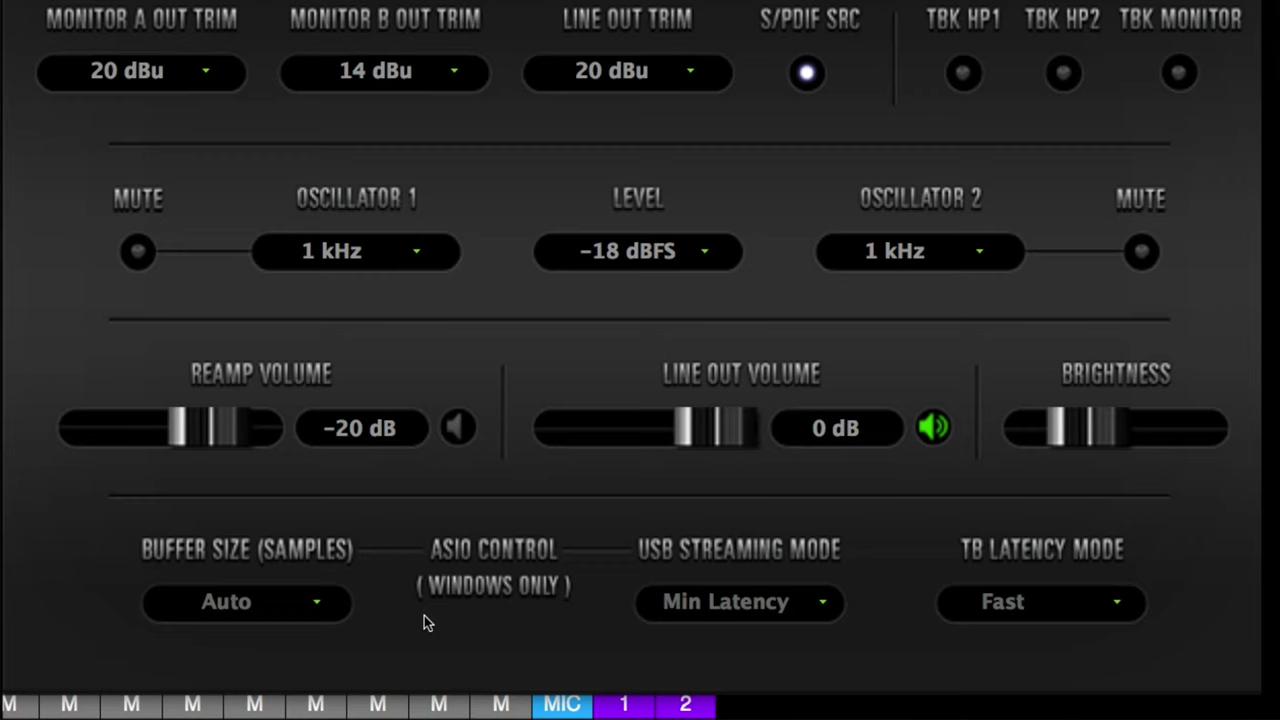 MONITOR A OUT TRIM MONITOR B OUT TRIM LINE OUT TRIM S/PDIF SRC TBK HP1 TBK HP2 TBK MONITOR
20 dBu 14 dBu 20 dBu
MUTE OSCILLATOR 1 LEVEL OSCILLATOR 2 MUTE
1 kHz -18 dBFS 1 kHz
REAMP VOLUME LINE OUT VOLUME BRIGHTNESS
-20 dB 0 dB
BUFFER SIZE (SAMPLES) ASIO CONTROL USB STREAMING MODE TB LATENCY MODE
( WINDOWS ONLY )
Auto Min Latency Fast
M M M M M M M M M MIC 1 2